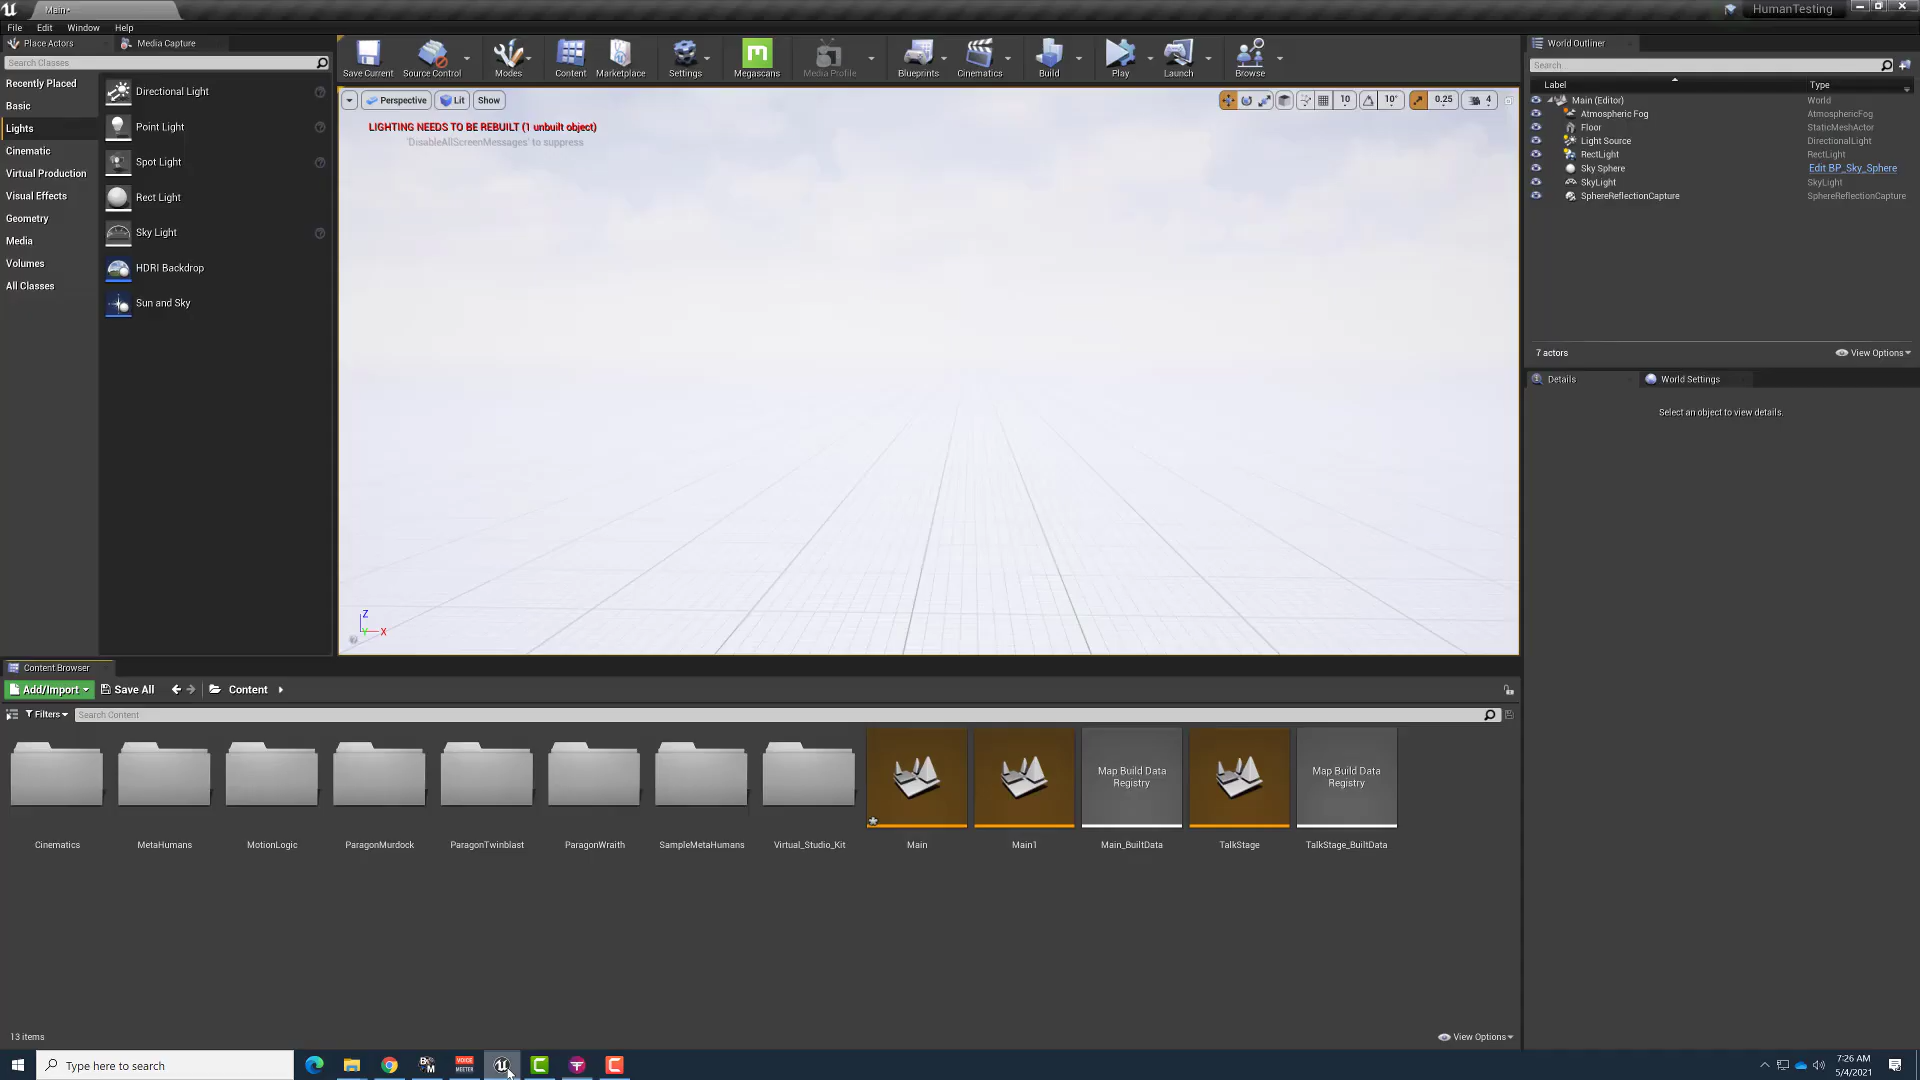 Main*
HumanTesting
File Edit Window Help
Place Actors
Media Capture
Search Classes
Recently Placed
Basic
Lights
Cinematic
Virtual Production
Visual Effects
Geometry
Media
Volumes
All Classes
Directional Light
Point Light
Spot Light
Rect Light
Sky Light
HDRI Backdrop
Sun and Sky
Save Current
Source Control
Modes
Content
Marketplace
Settings
Megascans
Media Profile
Blueprints
Cinematics
Build
Play
Launch
Browse
Perspective
Lit
Show
10
10°
0.25
4
LIGHTING NEEDS TO BE REBUILT (1 unbuilt object)
'DisableAllScreenMessages' to suppress
Z
Y
X
World Outliner
Search
Label Type
Main (Editor) World
Atmospheric Fog AtmosphericFog
Floor StaticMeshActor
Light Source DirectionalLight
RectLight RectLight
Sky Sphere Edit BP_Sky_Sphere
SkyLight SkyLight
SphereReflectionCapture SphereReflectionCapture
7 actors
View Options
Details
World Settings
Select an object to view details.
Content Browser
Add/Import
Save All
Content
Filters
Search Content
Map Build Data
Registry
Map Build Data
Registry
Cinematics
MetaHumans
MotionLogic
ParagonMurdock
ParagonTwinblast
ParagonWraith
SampleMetaHumans
Virtual_Studio_Kit
Main
Main1
Main_BuiltData
TalkStage
TalkStage_BuiltData
13 items
View Options
Type here to search
VOICE
MEETER
7:26 AM
5/4/2021